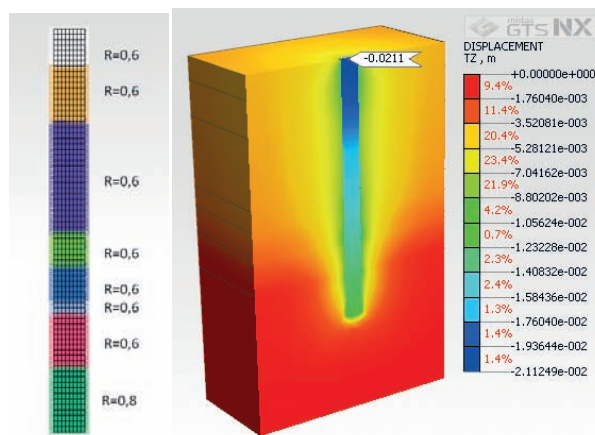 R=0,6
R=0,6
R=0,6
R=0,6
R=0,6
R=0,6
R=0,6
R=0,8
-0.0211
midas
GTS NX
DISPLACEMENT
TZ , m
+0.00000e+000
9.4%
-1.76040e-003
11.4%
-3.52081e-003
20.4%
-5.28121e-003
23.4%
-7.04162e-003
21.9%
-8.80202e-003
4.2%
-1.05624e-002
0.7%
-1.23228e-002
2.3%
-1.40832e-002
2.4%
-1.58436e-002
1.3%
-1.76040e-002
1.4%
-1.93644e-002
1.4%
-2.11249e-002